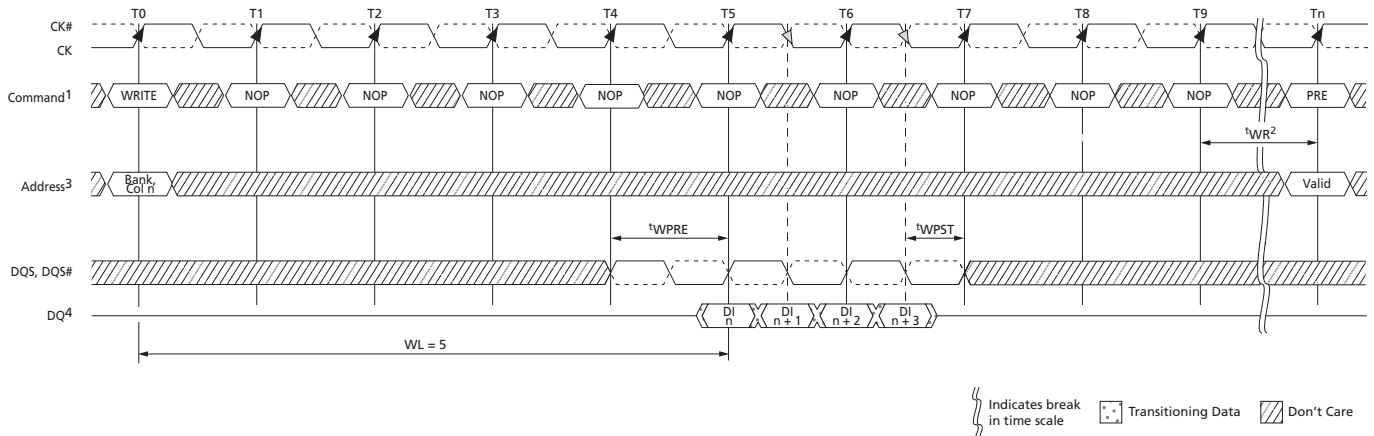 T0 T1 T2 T3 T4 T5 T6 T7 T8 T9 Tn
CK#
CK
Command1 WRITE NOP NOP NOP NOP NOP NOP NOP NOP NOP PRE
tWR2
Address3 Bank, Col n Valid
tWPRE tWPST
DQS, DQS#
DQ4 DI n DI n + 1 DI n + 2 DI n + 3
WL = 5
Indicates break
in time scale
Transitioning Data
Don't Care